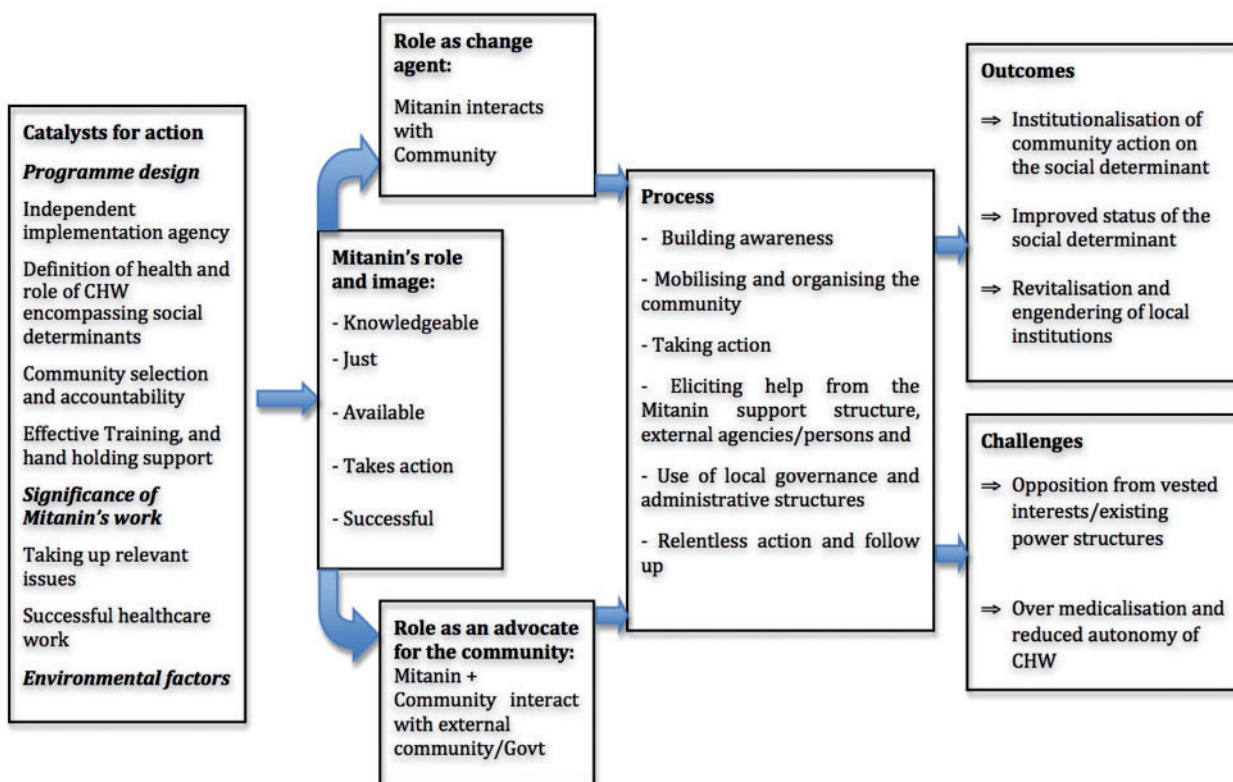 Catalysts for action
Programme design
Independent
implementation agency
Definition of health and
role of CHW
encompassing social
determinants
Community selection
and accountability
Effective Training, and
hand holding support
Significance of
Mitanin's work
Taking up relevant
issues
Successful healthcare
work
Environmental factors
Role as change
agent:
Mitanin interacts
with
Community
Mitanin's role
and image:
- Knowledgeable
- Just
- Available
- Takes action
- Successful
Role as an advocate
for the community:
Mitanin +
Community interact
with external
community/Govt
Process
- Building awareness
- Mobilising and organising the
community
- Taking action
- Eliciting help from the
Mitanin support structure,
external agencies/persons and
- Use of local governance and
administrative structures
- Relentless action and follow
up
Outcomes
⇒ Institutionalisation of
community action on
the social determinant
⇒ Improved status of the
social determinant
⇒ Revitalisation and
engendering of local
institutions
Challenges
⇒ Opposition from vested
interests/existing
power structures
⇒ Over medicalisation and
reduced autonomy of
CHW